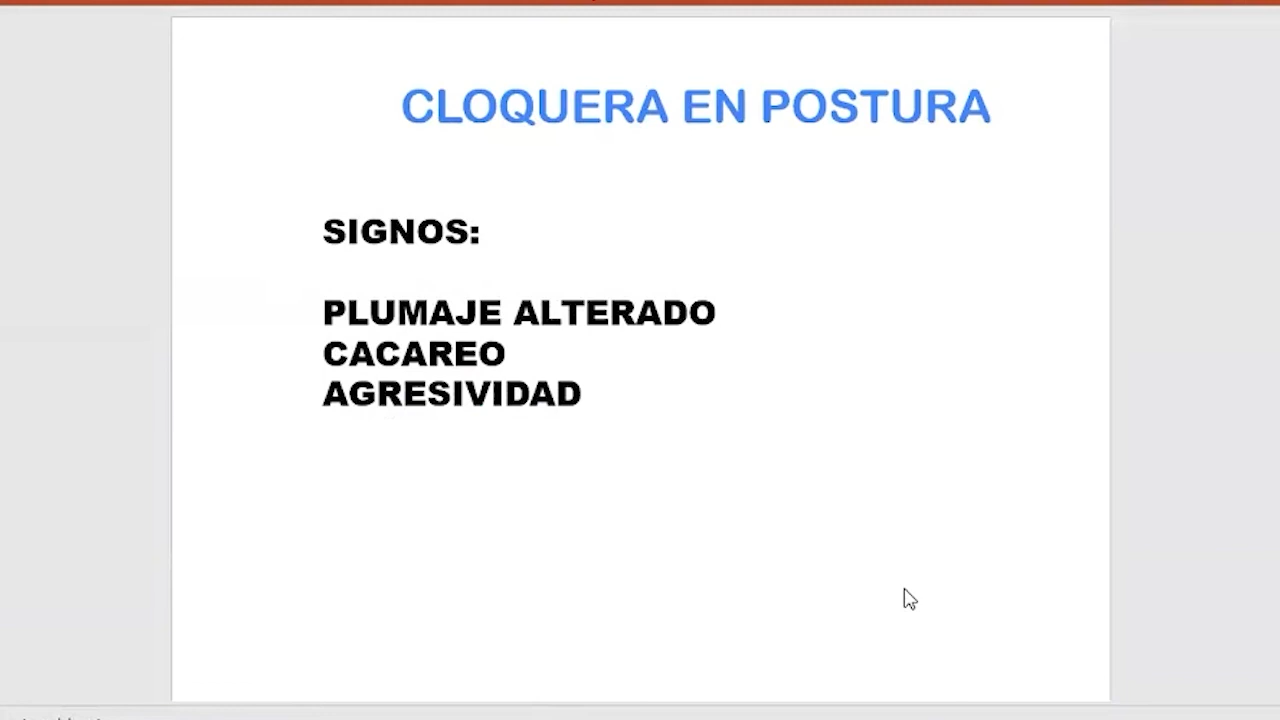 CLOQUERA EN POSTURA
SIGNOS:
PLUMAJE ALTERADO
CACAREO
AGRESIVIDAD